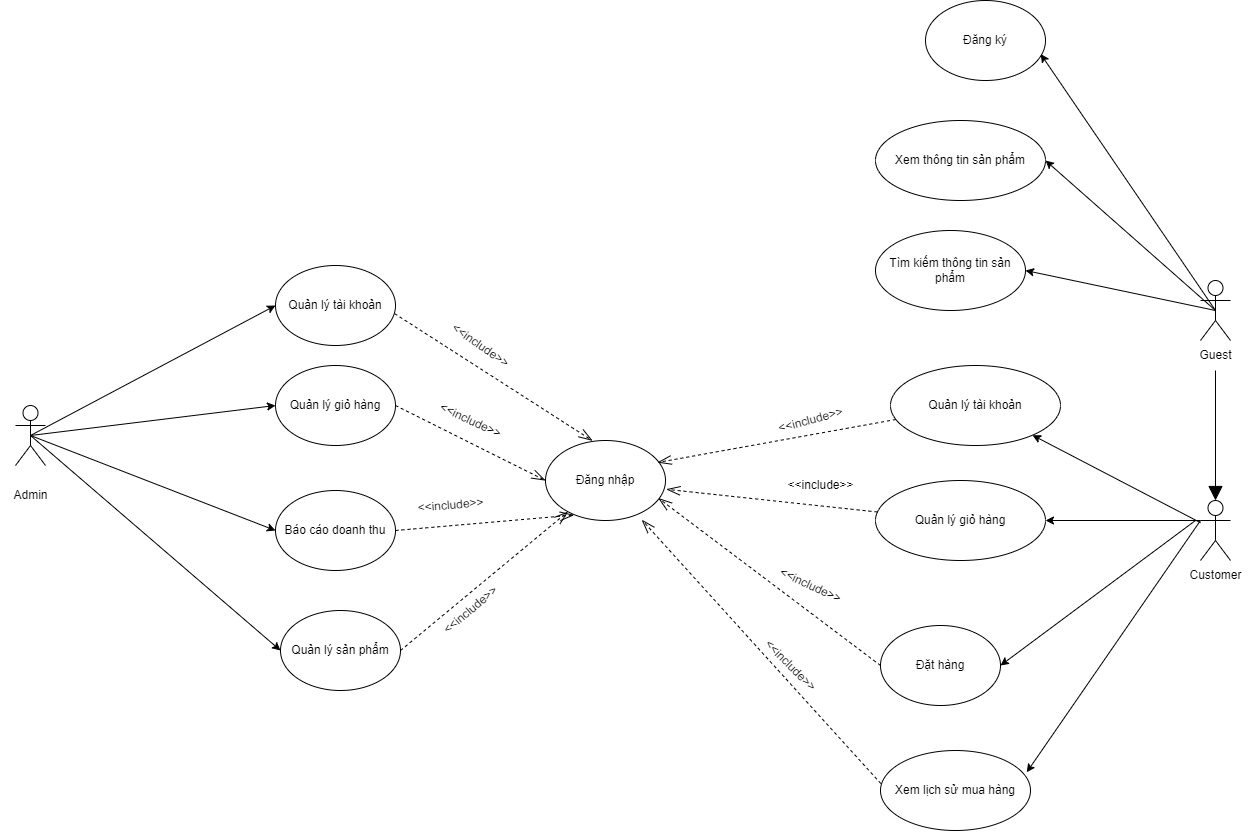 Đăng ký
Xem thông tin sản phẩm
Tìm kiếm thông tin sản
phẩm
Guest
Quản lý tài khoản
<<include>>
Quản lý giỏ hàng
<<include>>
Admin
Báo cáo doanh thu
<<include>>
Quản lý sản phẩm
<<include>>
Đăng nhập
Quản lý tài khoản
<<include>>
Quản lý giỏ hàng
<<include>>
Customer
Đặt hàng
<<include>>
Xem lịch sử mua hàng
<<include>>